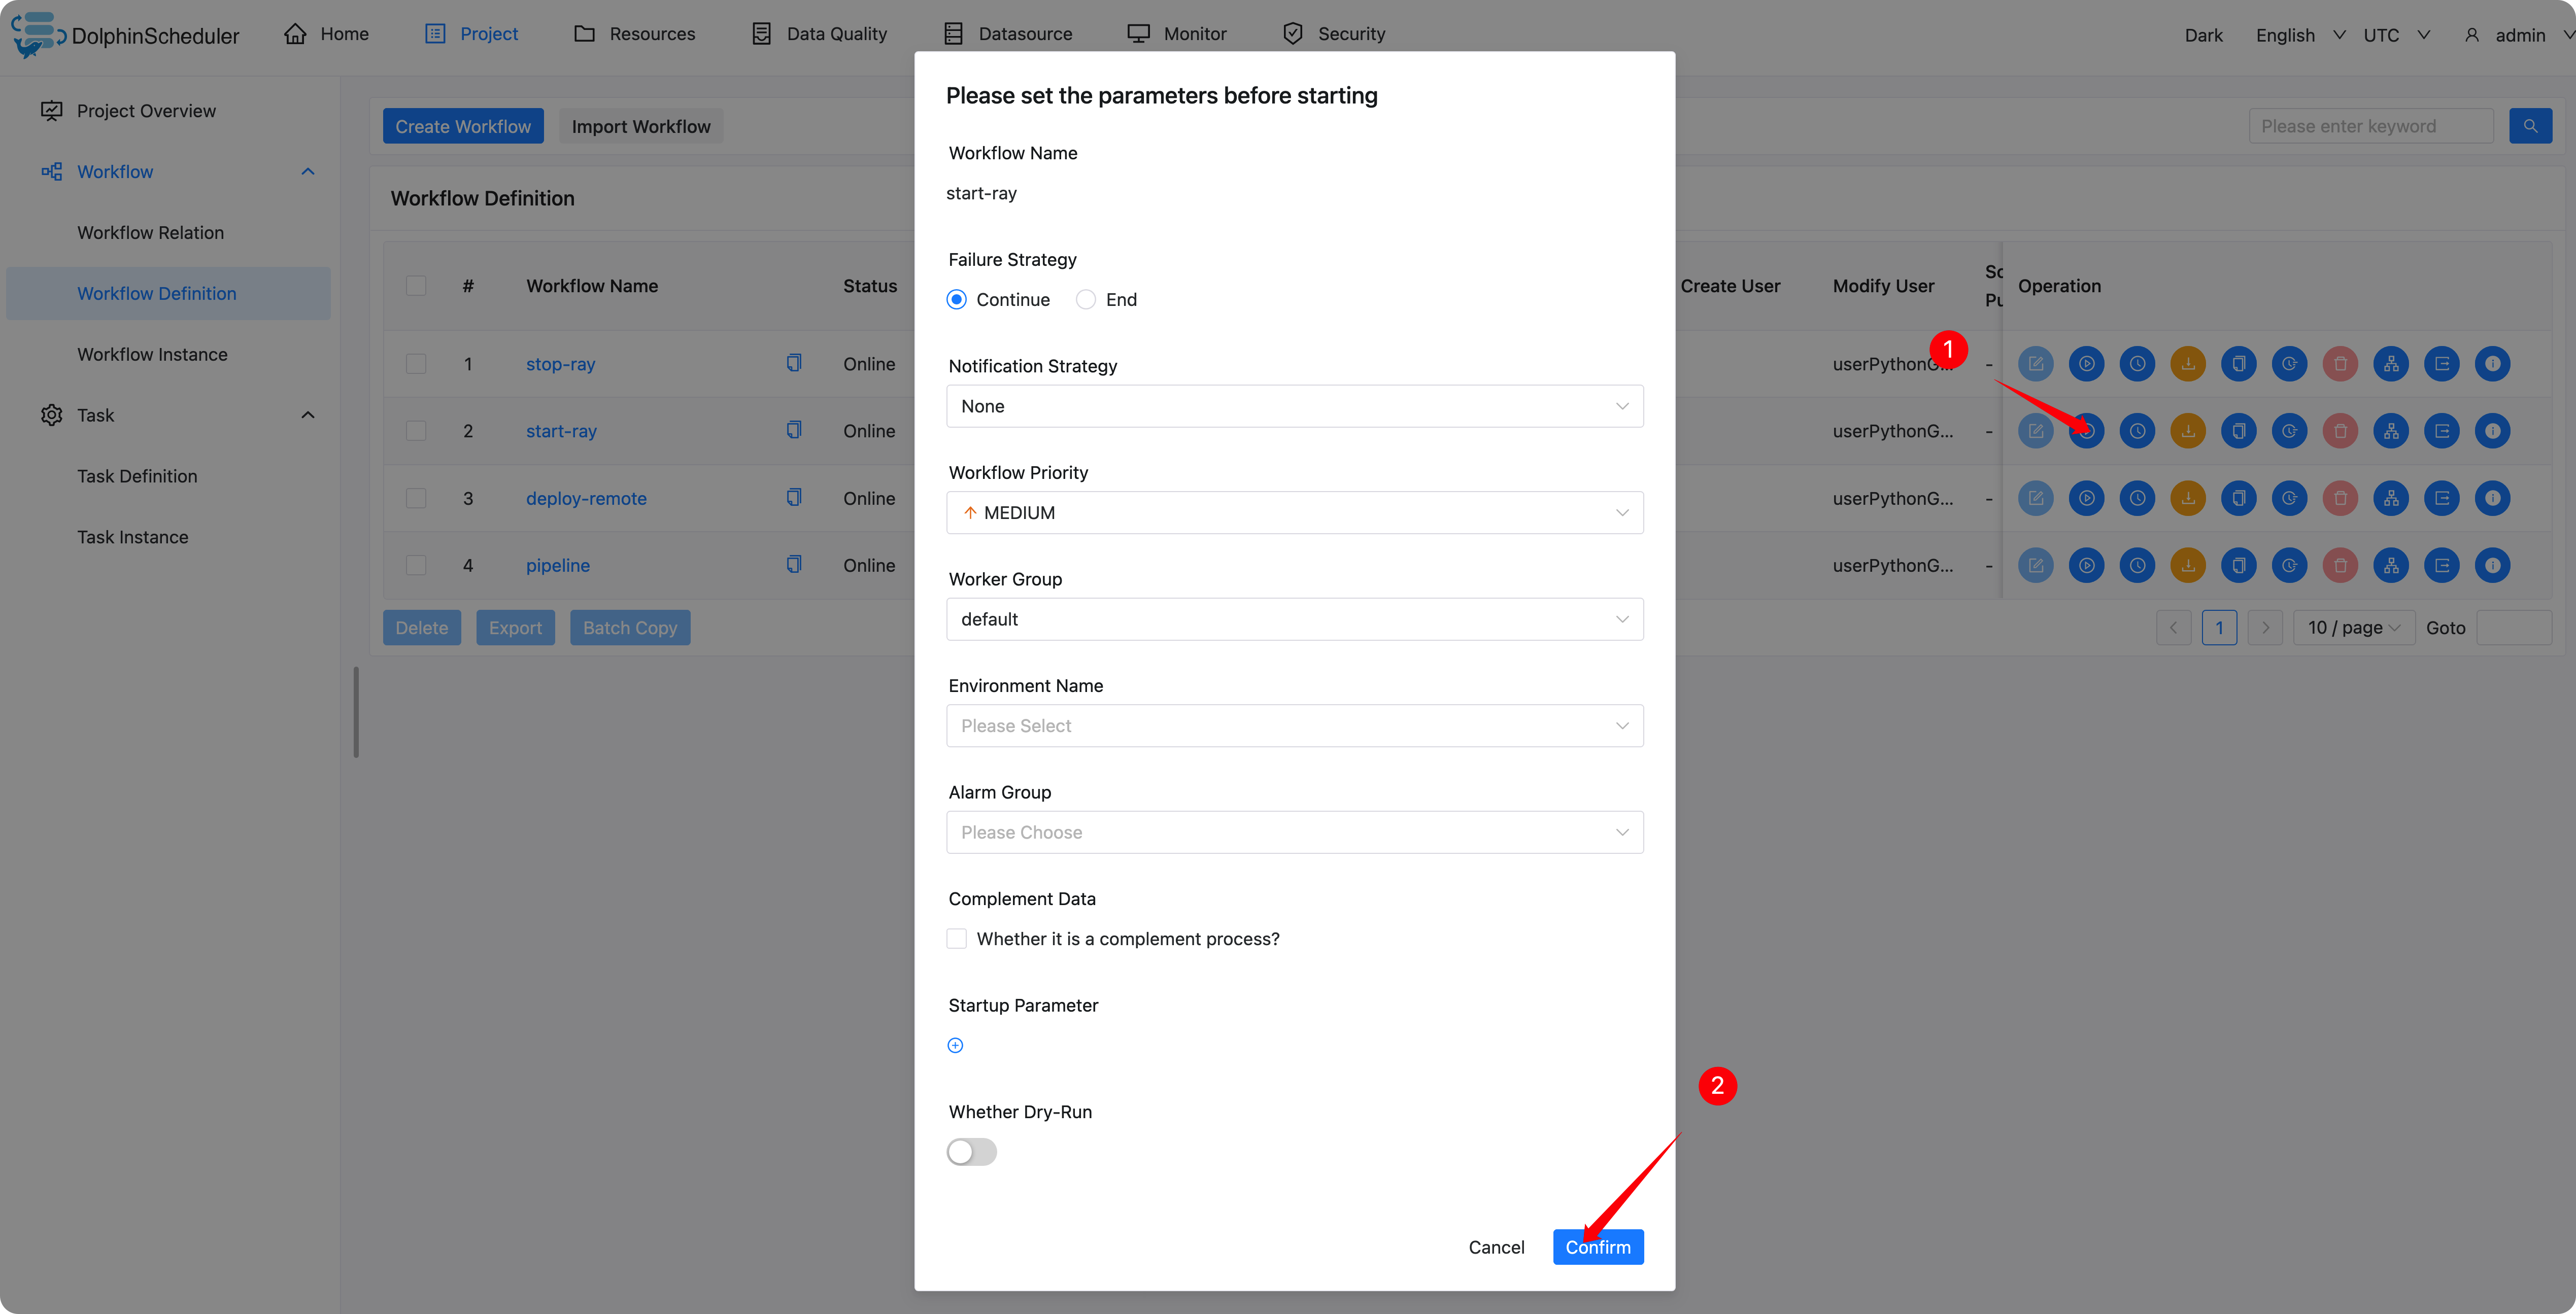 DolphinScheduler Home Project Resources Data Quality Datasource Monitor Security Dark English UTC admin
Project Overview
Workflow
Workflow Relation
Workflow Definition
Workflow Instance
Task
Task Definition
Task Instance
Create Workflow Import Workflow Please enter keyword
Workflow Definition
# Workflow Name Status Create User Modify User Operation
1 stop-ray Online userPythonG... -
2 start-ray Online userPythonG... -
3 deploy-remote Online userPythonG... -
4 pipeline Online userPythonG... -
Delete Export Batch Copy 1 10 / page Goto
Please set the parameters before starting
Workflow Name
start-ray
Failure Strategy
Continue End
Notification Strategy
None
Workflow Priority
MEDIUM
Worker Group
default
Environment Name
Please Select
Alarm Group
Please Choose
Complement Data
Whether it is a complement process?
Startup Parameter
Whether Dry-Run
Cancel Confirm
1
2